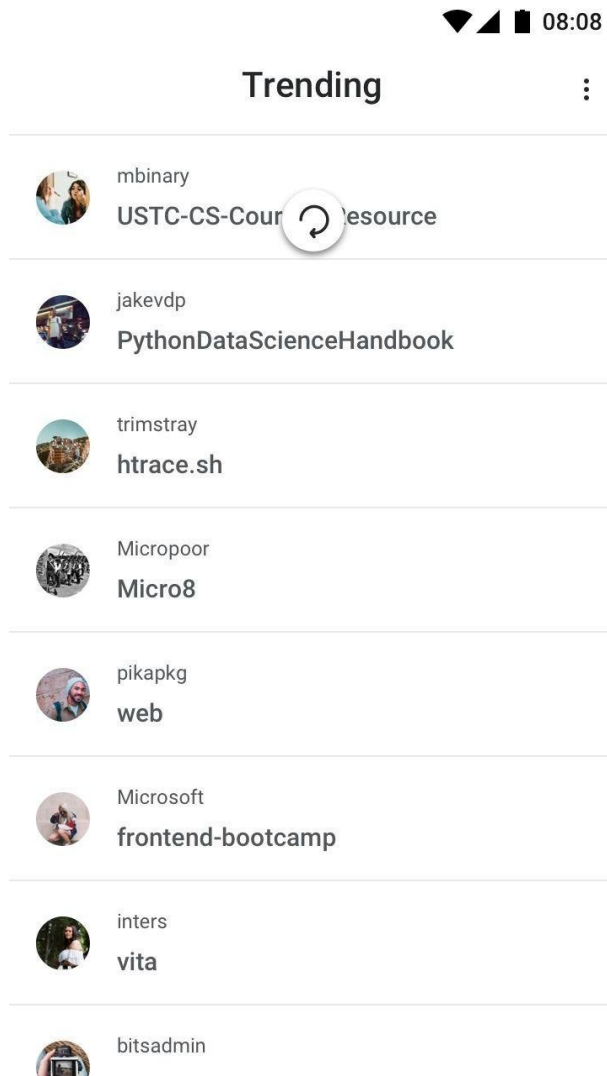 08:08
Trending
mbinary
USTC-CS-Cour esource
jakevdp
PythonDataScienceHandbook
trimstray
htrace.sh
Micropoor
Micro8
pikapkg
web
Microsoft
frontend-bootcamp
inters
vita
bitsadmin